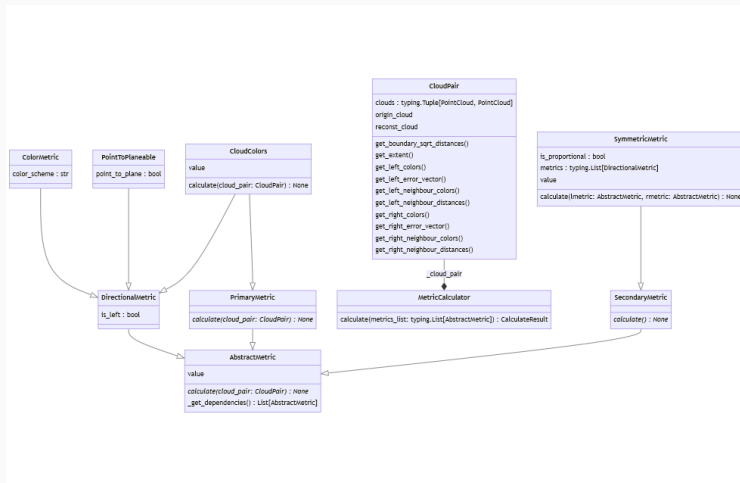 CloudPair
clouds : typing.Tuple[PointCloud, PointCloud]
origin_cloud
reconst_cloud
get_boundary_sqrt_distances()
get_extent()
get_left_colors()
get_left_error_vector()
get_left_neighbour_colors()
get_left_neighbour_distances()
get_right_colors()
get_right_error_vector()
get_right_neighbour_colors()
get_right_neighbour_distances()
SymmetricMetric
is_proportional : bool
metrics : typing.List[DirectionalMetric]
value
calculate(lmetric: AbstractMetric, rmetric: AbstractMetric) : None
ColorMetric
color_scheme : str
PointToPlaneable
point_to_plane : bool
CloudColors
value
calculate(cloud_pair: CloudPair) : None
_cloud_pair
DirectionalMetric
is_left : bool
PrimaryMetric
calculate(cloud_pair: CloudPair) : None
MetricCalculator
calculate(metrics_list: typing.List[AbstractMetric]) : CalculateResult
SecondaryMetric
calculate() : None
AbstractMetric
value
calculate(cloud_pair: CloudPair) : None
_get_dependencies() : List[AbstractMetric]